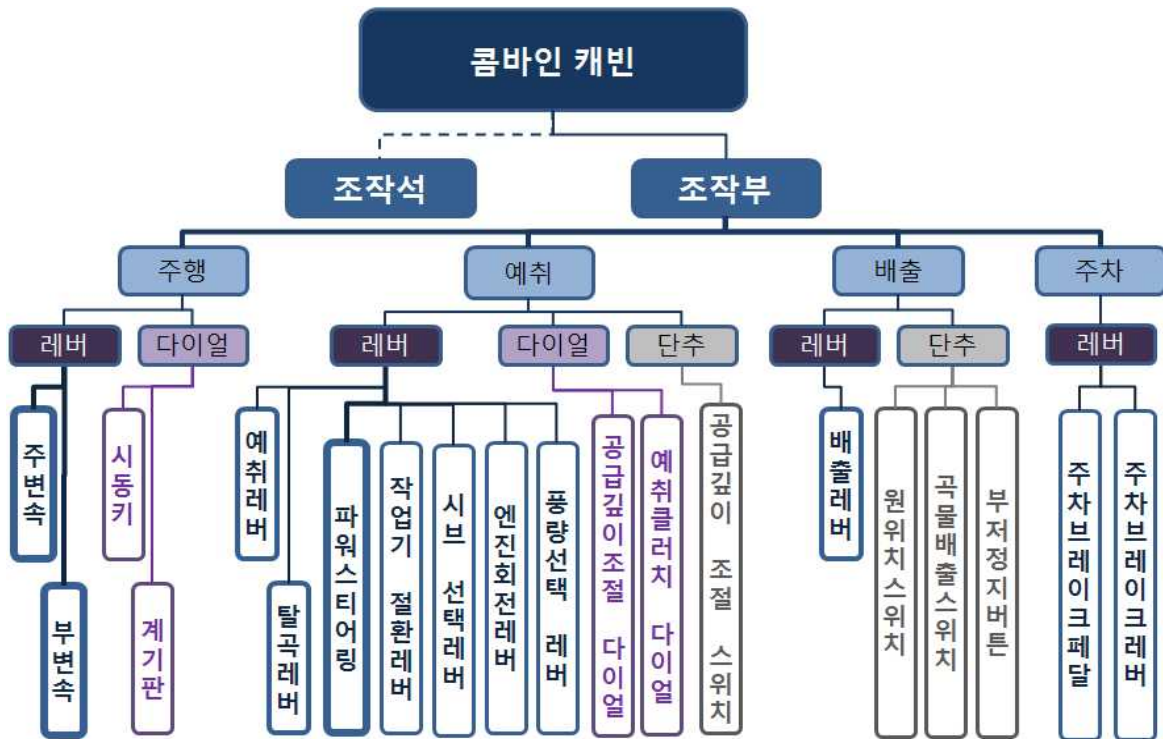 콤바인 캐빈
조작석
조작부
주행
예취
배출
주차
레버
다이얼
레버
다이얼
단추
레버
단추
레버
주변속
부변속
시동키
계기판
예취레버
탈곡레버
파워스티어링
작업기 절환레버
시브 선택레버
엔진회전레버
풍량선택 레버
공급깊이조절 다이얼
예취클러치 다이얼
공급깊이 조절 스위치
배출레버
원위치스위치
곡물배출스위치
부저정지버튼
주차브레이크페달
주차브레이크레버